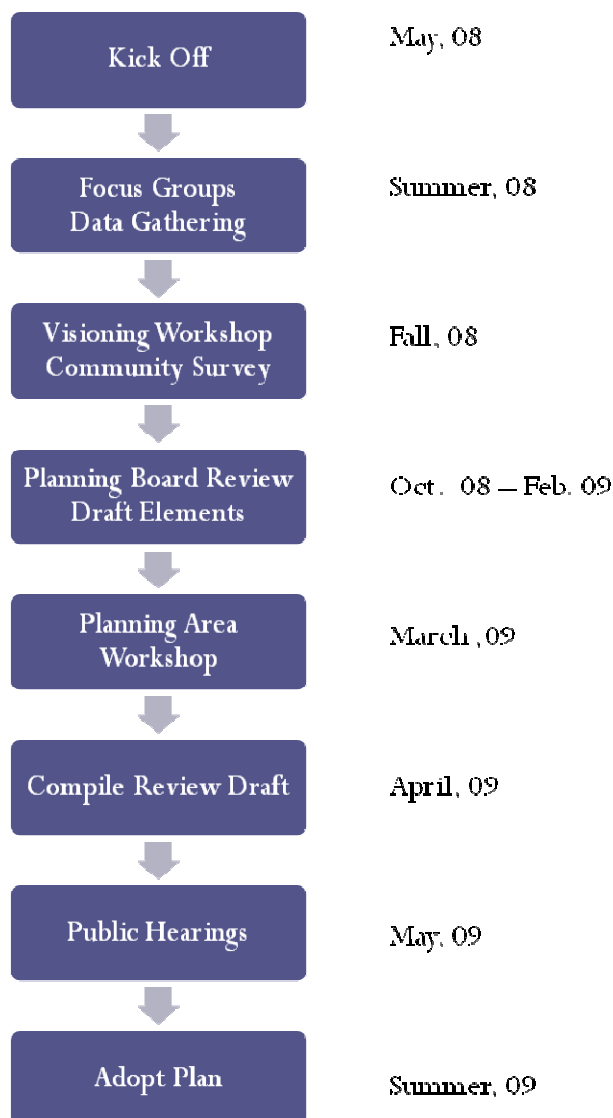 Kick Off
May, 08
Focus Groups
Data Gathering
Summer, 08
Visioning Workshop
Community Survey
Fall, 08
Planning Board Review
Draft Elements
Oct. 08 – Feb. 09
Planning Area
Workshop
March ,09
Compile Review Draft
April, 09
Public Hearings
May, 09
Adopt Plan
Summer, 09